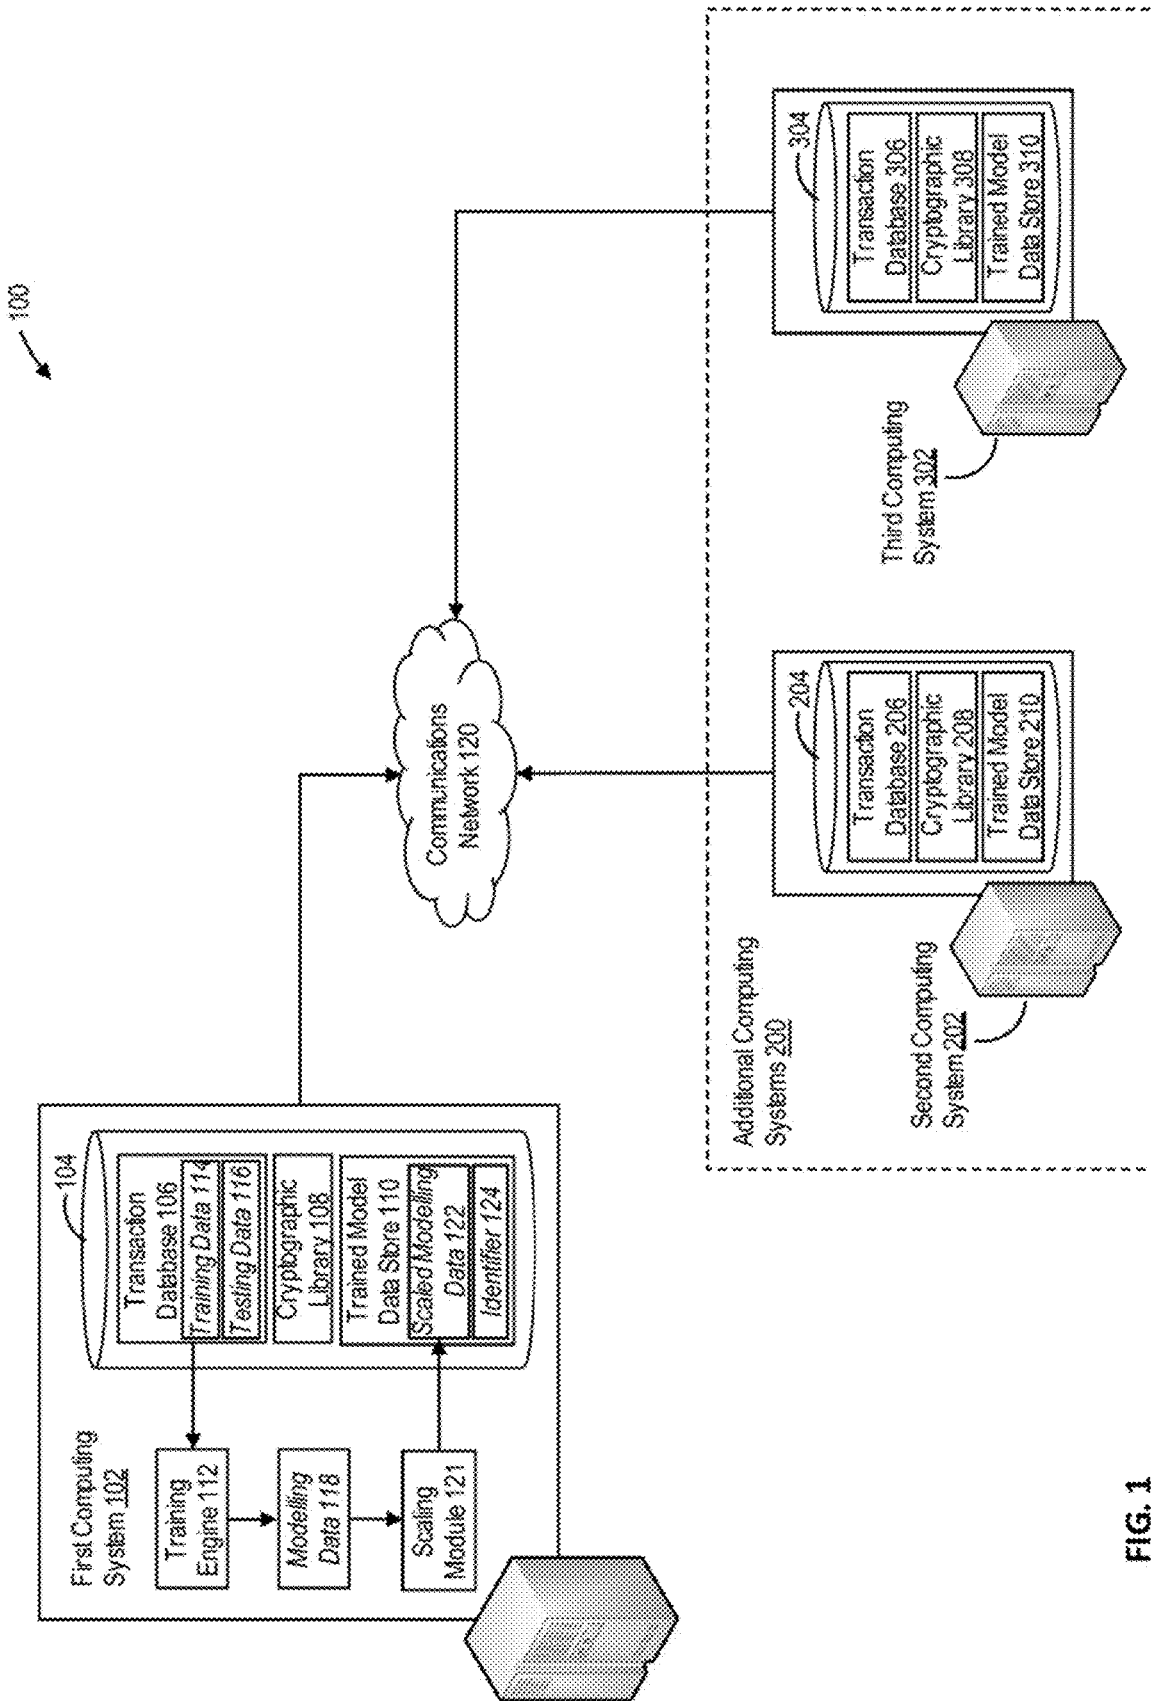 100
First Computing
System 102
104
Training
Engine 112
Modelling
Data 118
Scaling
Module 121
Transaction
Database 106
Training Data 114
Testing Data 116
Cryptographic
Library 108
Trained Model
Data Store 110
Scaled Modelling
Data 122
Identifier 124
Communications
Network 120
Additional Computing
Systems 200
Second Computing
System 202
204
Transaction
Database 206
Cryptographic
Library 208
Trained Model
Data Store 210
Third Computing
System 302
304
Transaction
Database 306
Cryptographic
Library 308
Trained Model
Data Store 310
FIG. 1